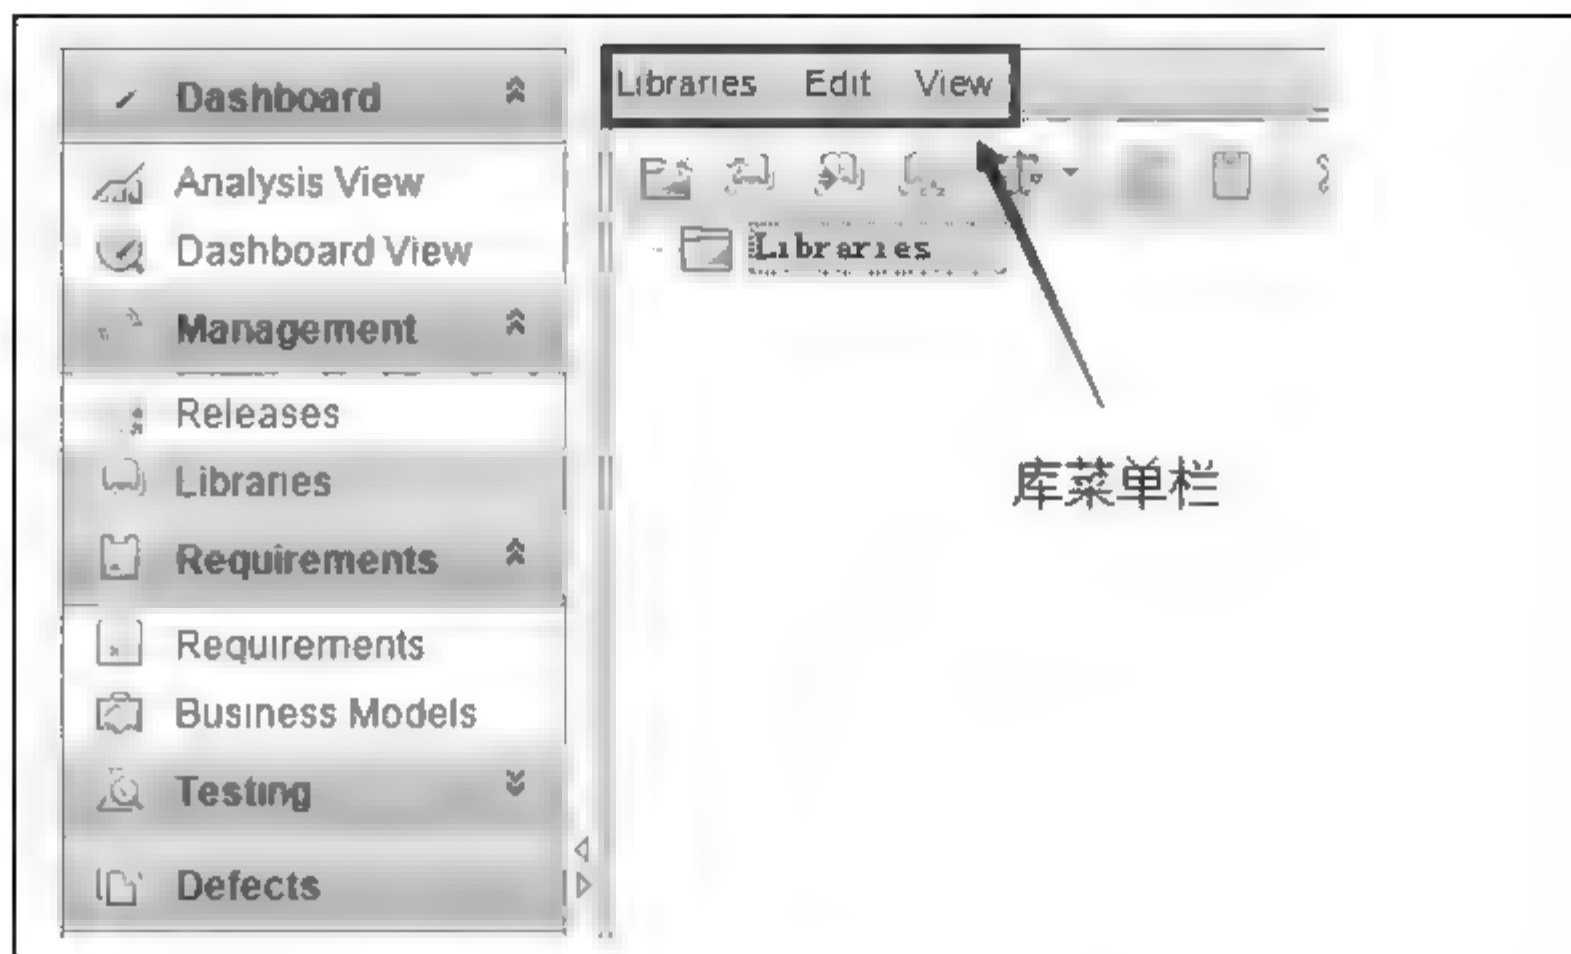 Dashboard
Analysis View
Dashboard View
Management
Releases
Libraries
Requirements
Requirements
Business Models
Testing
Defects
Libraries Edit View
Libraries
库菜单栏